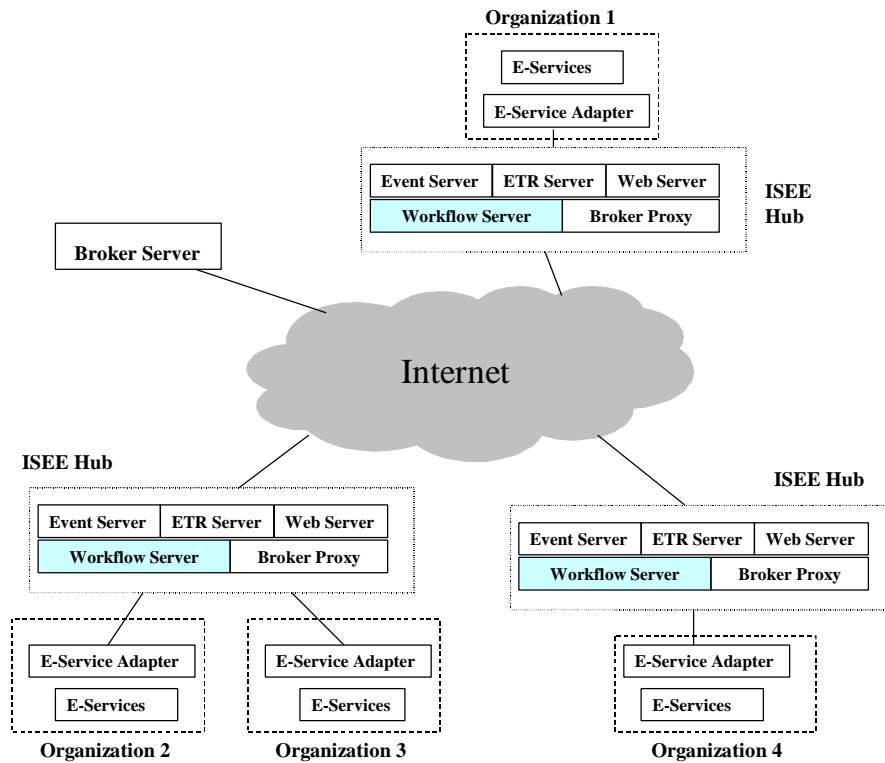 Organization 1
E-Services
E-Service Adapter
Event Server ETR Server Web Server
Workflow Server Broker Proxy
ISEE
Hub
Broker Server
Internet
ISEE Hub
Event Server ETR Server Web Server
Workflow Server Broker Proxy
E-Service Adapter
E-Services
Organization 2
E-Service Adapter
E-Services
Organization 3
ISEE Hub
Event Server ETR Server Web Server
Workflow Server Broker Proxy
E-Service Adapter
E-Services
Organization 4